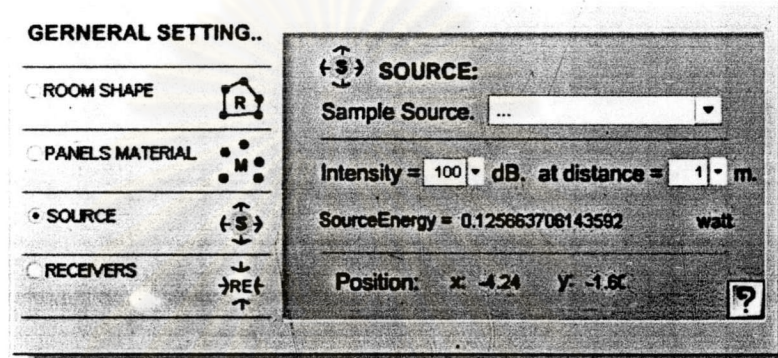 GERNERAL SETTING..
ROOM SHAPE R
PANELS MATERIAL M
SOURCE S
RECEIVERS RE
S SOURCE:
Sample Source. ...
Intensity = 100 dB. at distance = 1 m.
SourceEnergy = 0.125663706143592 watt
Position: x: -4.24 y: -1.60
?